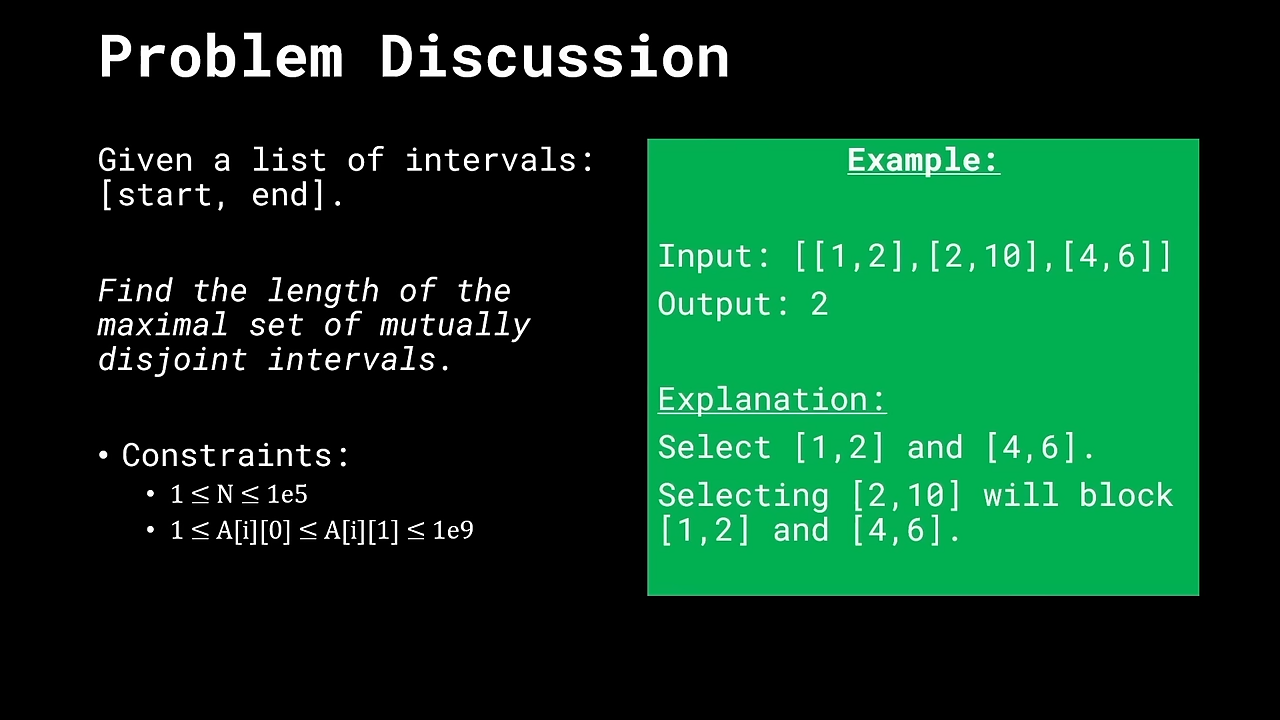 Problem Discussion
Given a list of intervals:
[start, end].
Find the length of the
maximal set of mutually
disjoint intervals.
• Constraints:
• 1 ≤ N ≤ 1e5
• 1 ≤ A[i][0] ≤ A[i][1] ≤ 1e9
Example:
Input: [[1,2],[2,10],[4,6]]
Output: 2
Explanation:
Select [1,2] and [4,6].
Selecting [2,10] will block
[1,2] and [4,6].